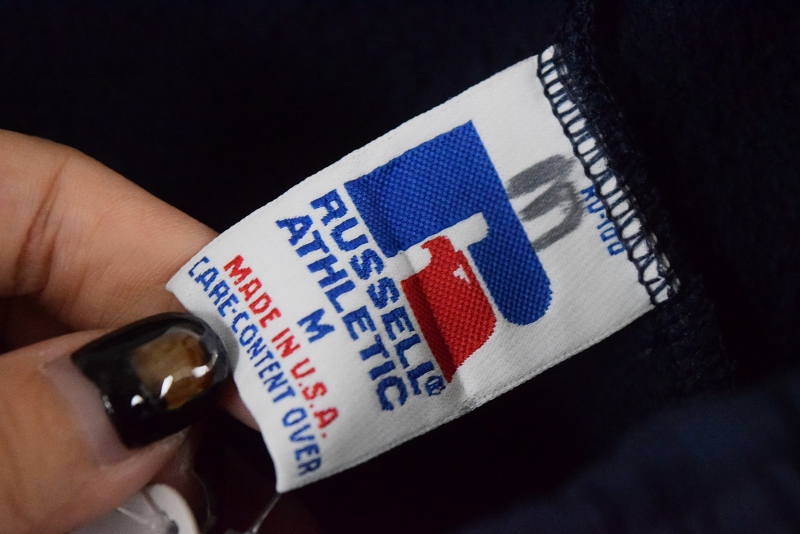 RUSSELL®
ATHLETIC
M
MADE IN U.S.A.
CARE-CONTENT OVER